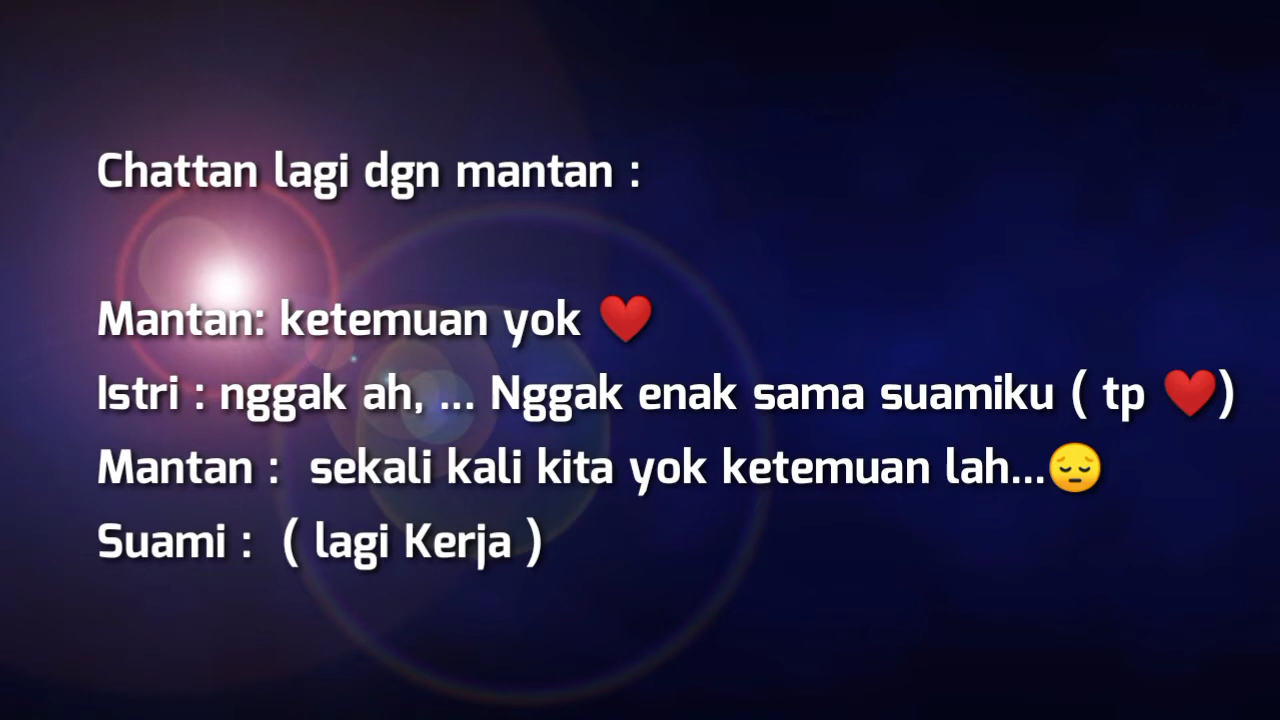 Chattan lagi dgn mantan :
Mantan: ketemuan yok ❤️
Istri : nggak ah, ... Nggak enak sama suamiku ( tp ❤️)
Mantan :  sekali kali kita yok ketemuan lah...😔
Suami :  ( lagi Kerja )